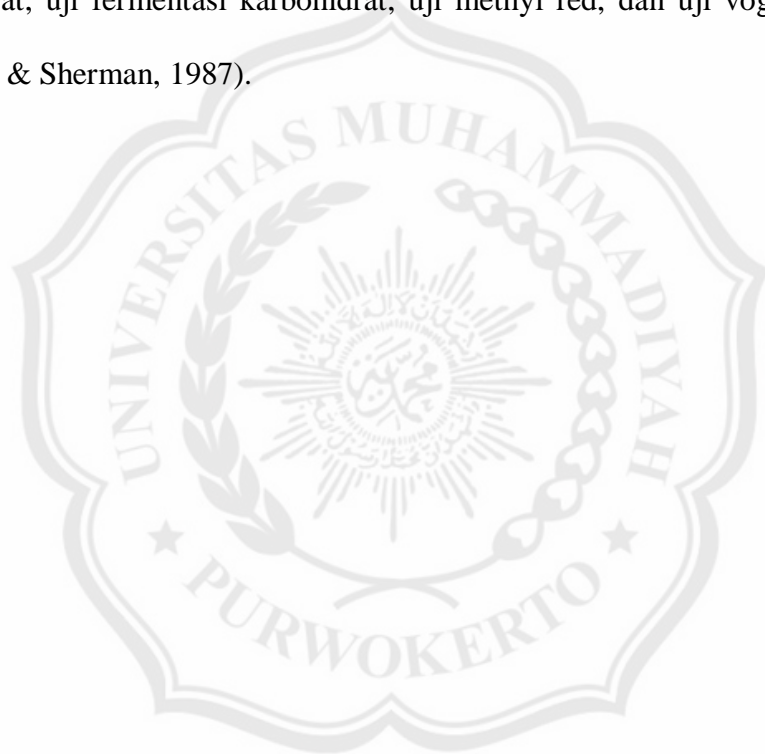 at, uji fermentasi karbohidrat, uji methyl red, dan uji vog
& Sherman, 1987).
UNIVERSITAS MUHAMMADIYAH
PURWOKERTO